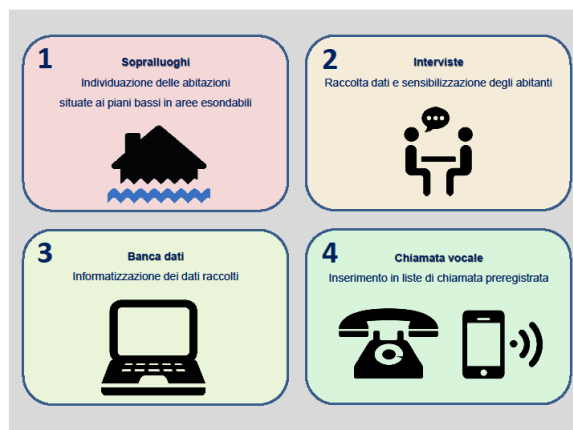 1
Sopralluoghi
Individuazione delle abitazioni
situate ai piani bassi in aree esondabili
2
Interviste
Raccolta dati e sensibilizzazione degli abitanti
3
Banca dati
Informatizzazione dei dati raccolti
4
Chiamata vocale
Inserimento in liste di chiamata preregistrata